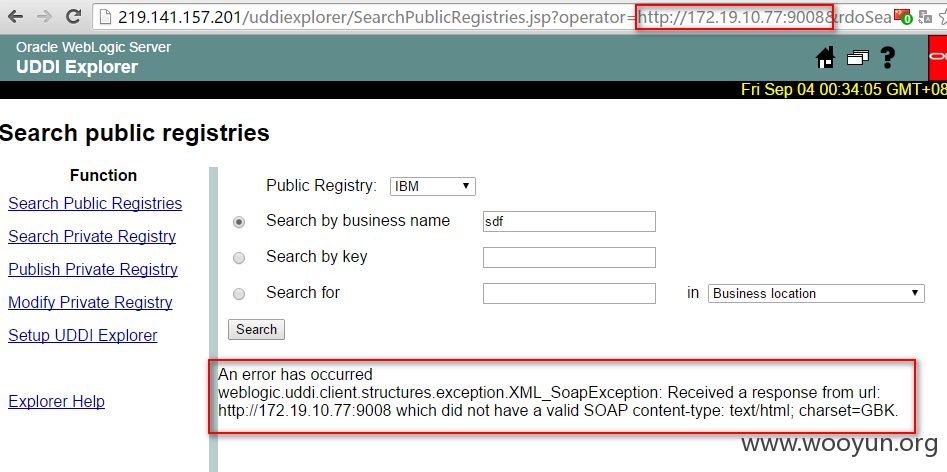 219.141.157.201/uddiexplorer/SearchPublicRegistries.jsp?operator=http://172.19.10.77:9008&rdoSea
Oracle WebLogic Server
UDDI Explorer
Fri Sep 04 00:34:05 GMT+08
Search public registries
Function
Search Public Registries
Search Private Registry
Publish Private Registry
Modify Private Registry
Setup UDDI Explorer
Explorer Help
Public Registry: IBM
Search by business name sdf
Search by key
Search for in Business location
Search
An error has occurred
weblogic.uddi.client.structures.exception.XML_SoapException: Received a response from url:
http://172.19.10.77:9008 which did not have a valid SOAP content-type: text/html; charset=GBK.
www.wooyun.org